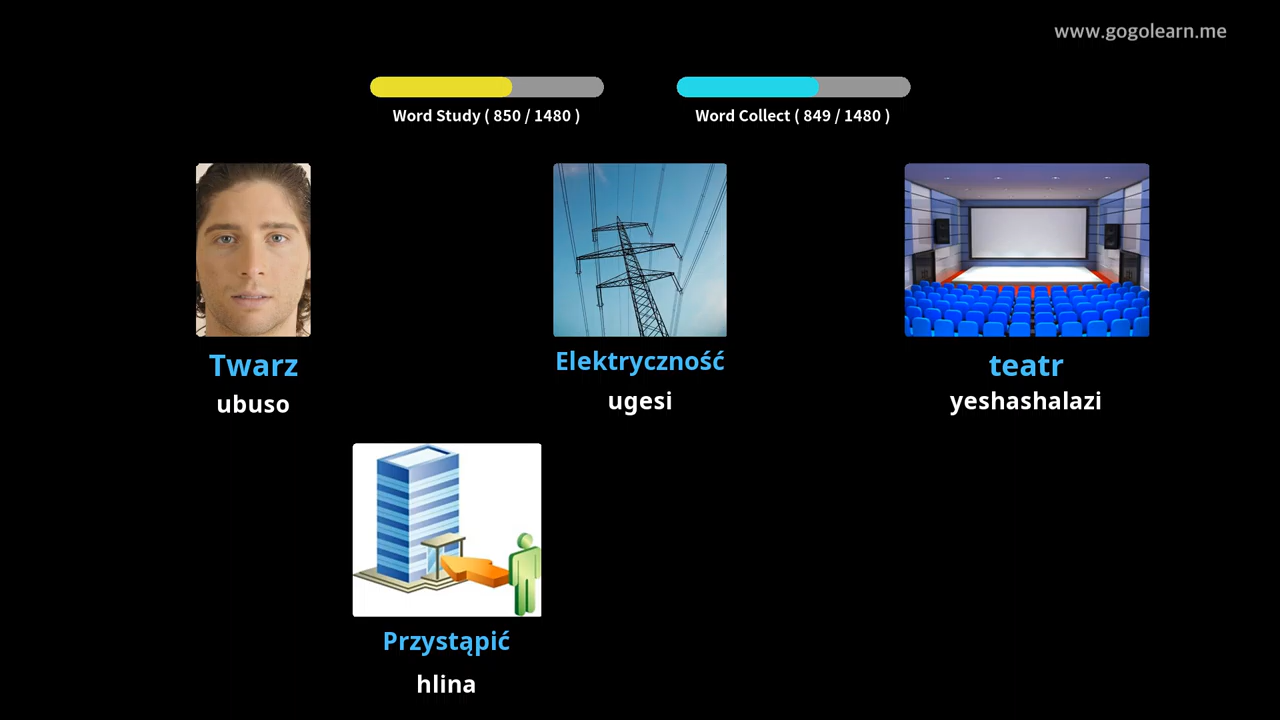 www.gogolearn.me
Word Study ( 850 / 1480 )
Word Collect ( 849 / 1480 )
Twarz
ubuso
Elektryczność
ugesi
teatr
yeshashalazi
Przystąpić
hlina